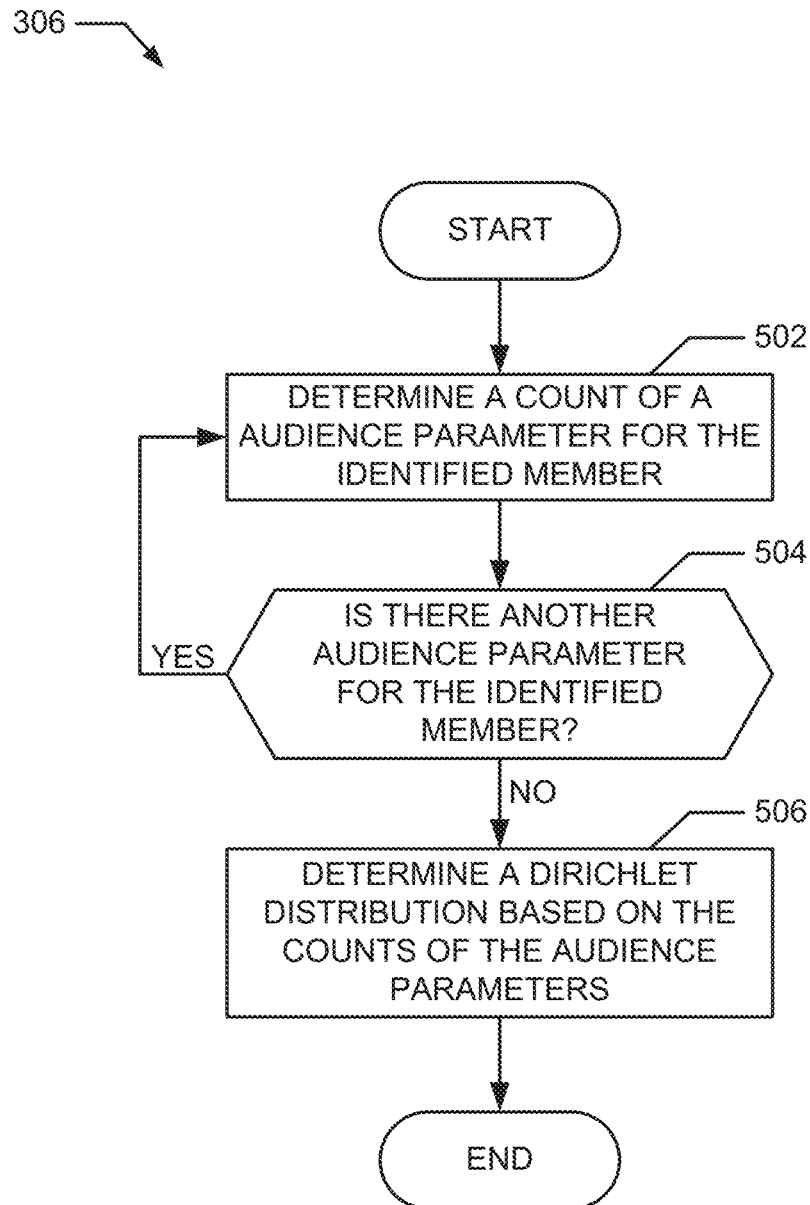 306
START
502
DETERMINE A COUNT OF A
AUDIENCE PARAMETER FOR THE
IDENTIFIED MEMBER
504
IS THERE ANOTHER
AUDIENCE PARAMETER
FOR THE IDENTIFIED
MEMBER?
YES
NO
506
DETERMINE A DIRICHLET
DISTRIBUTION BASED ON THE
COUNTS OF THE AUDIENCE
PARAMETERS
END